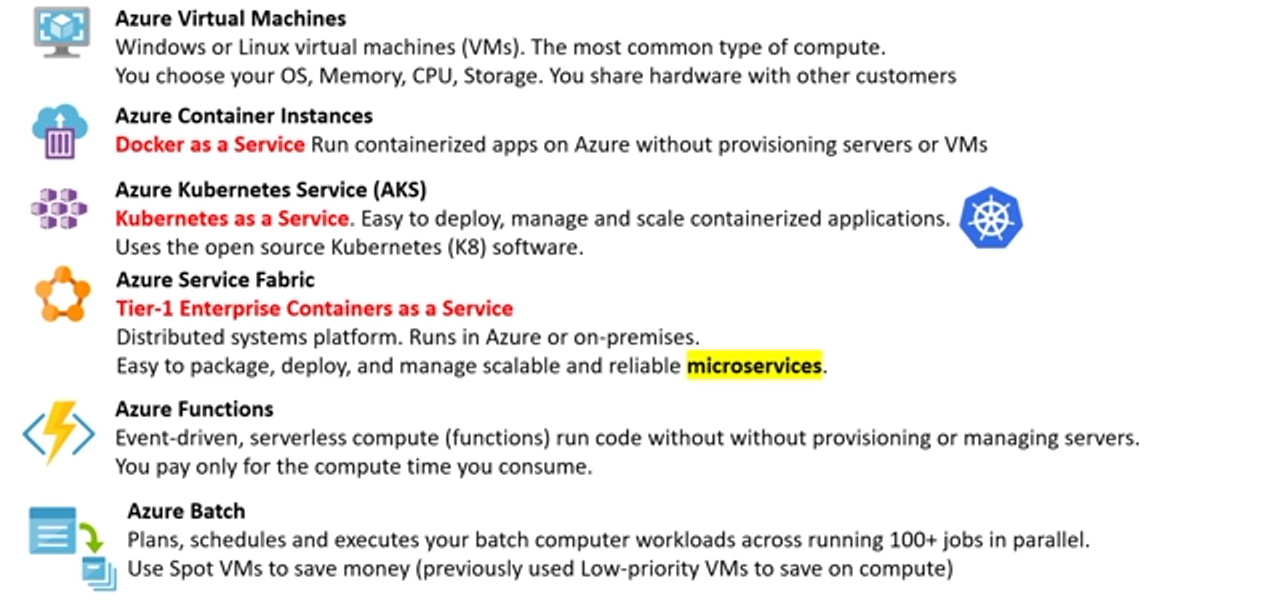 Azure Virtual Machines
Windows or Linux virtual machines (VMs). The most common type of compute.
You choose your OS, Memory, CPU, Storage. You share hardware with other customers
Azure Container Instances
Docker as a Service Run containerized apps on Azure without provisioning servers or VMs
Azure Kubernetes Service (AKS)
Kubernetes as a Service. Easy to deploy, manage and scale containerized applications.
Uses the open source Kubernetes (K8) software.
Azure Service Fabric
Tier-1 Enterprise Containers as a Service
Distributed systems platform. Runs in Azure or on-premises.
Easy to package, deploy, and manage scalable and reliable microservices.
Azure Functions
Event-driven, serverless compute (functions) run code without without provisioning or managing servers.
You pay only for the compute time you consume.
Azure Batch
Plans, schedules and executes your batch computer workloads across running 100+ jobs in parallel.
Use Spot VMs to save money (previously used Low-priority VMs to save on compute)